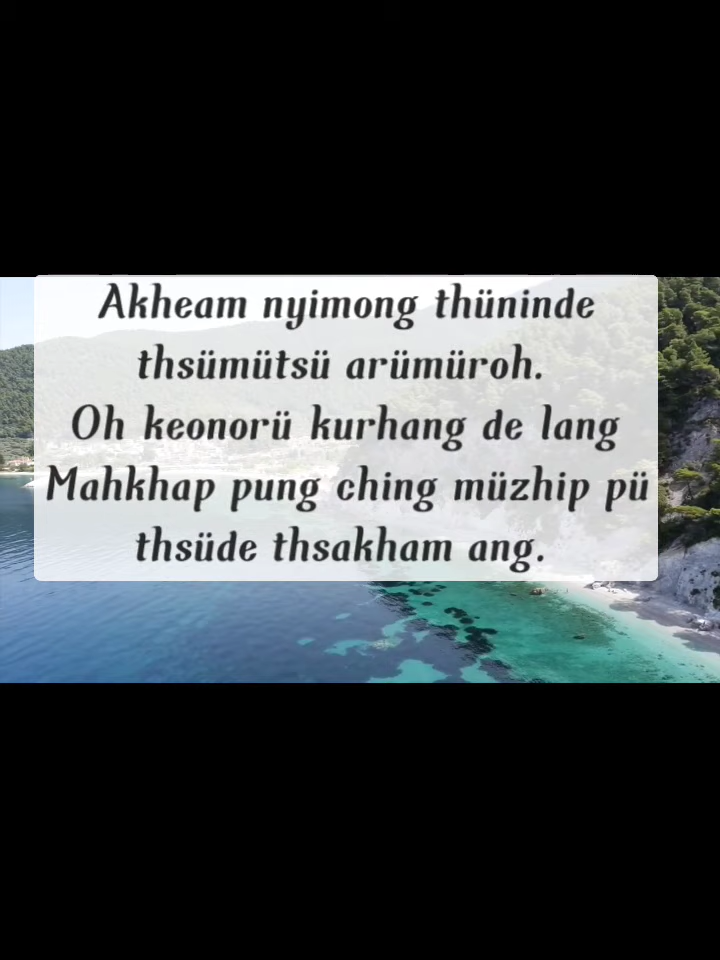 Akheam nyimong thüninde
thsümütsü arümüroh.
Oh keonorü kurhang de lang
Mahkhap pung ching müzhip pü
thsüde thsakham ang.